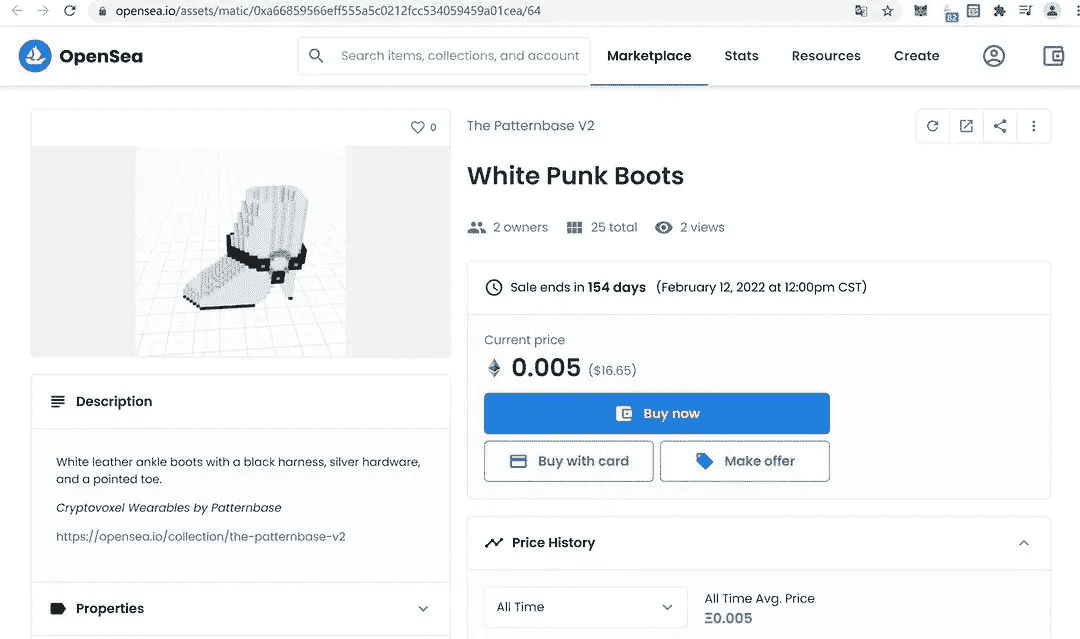 opensea.io/assets/matic/0xa66859566eff555a5c0212fcc534059459a01cea/64
82
OpenSea
Search items, collections, and account
Marketplace
Stats
Resources
Create
0
The Patternbase V2
White Punk Boots
2 owners
25 total
2 views
Sale ends in 154 days (February 12, 2022 at 12:00pm CST)
Current price
0.005 ($16.65)
Buy now
Buy with card
Make offer
Description
White leather ankle boots with a black harness, silver hardware,
and a pointed toe.
Cryptovoxel Wearables by Patternbase
https://opensea.io/collection/the-patternbase-v2
Properties
Price History
All Time
All Time Avg. Price
Ξ0.005